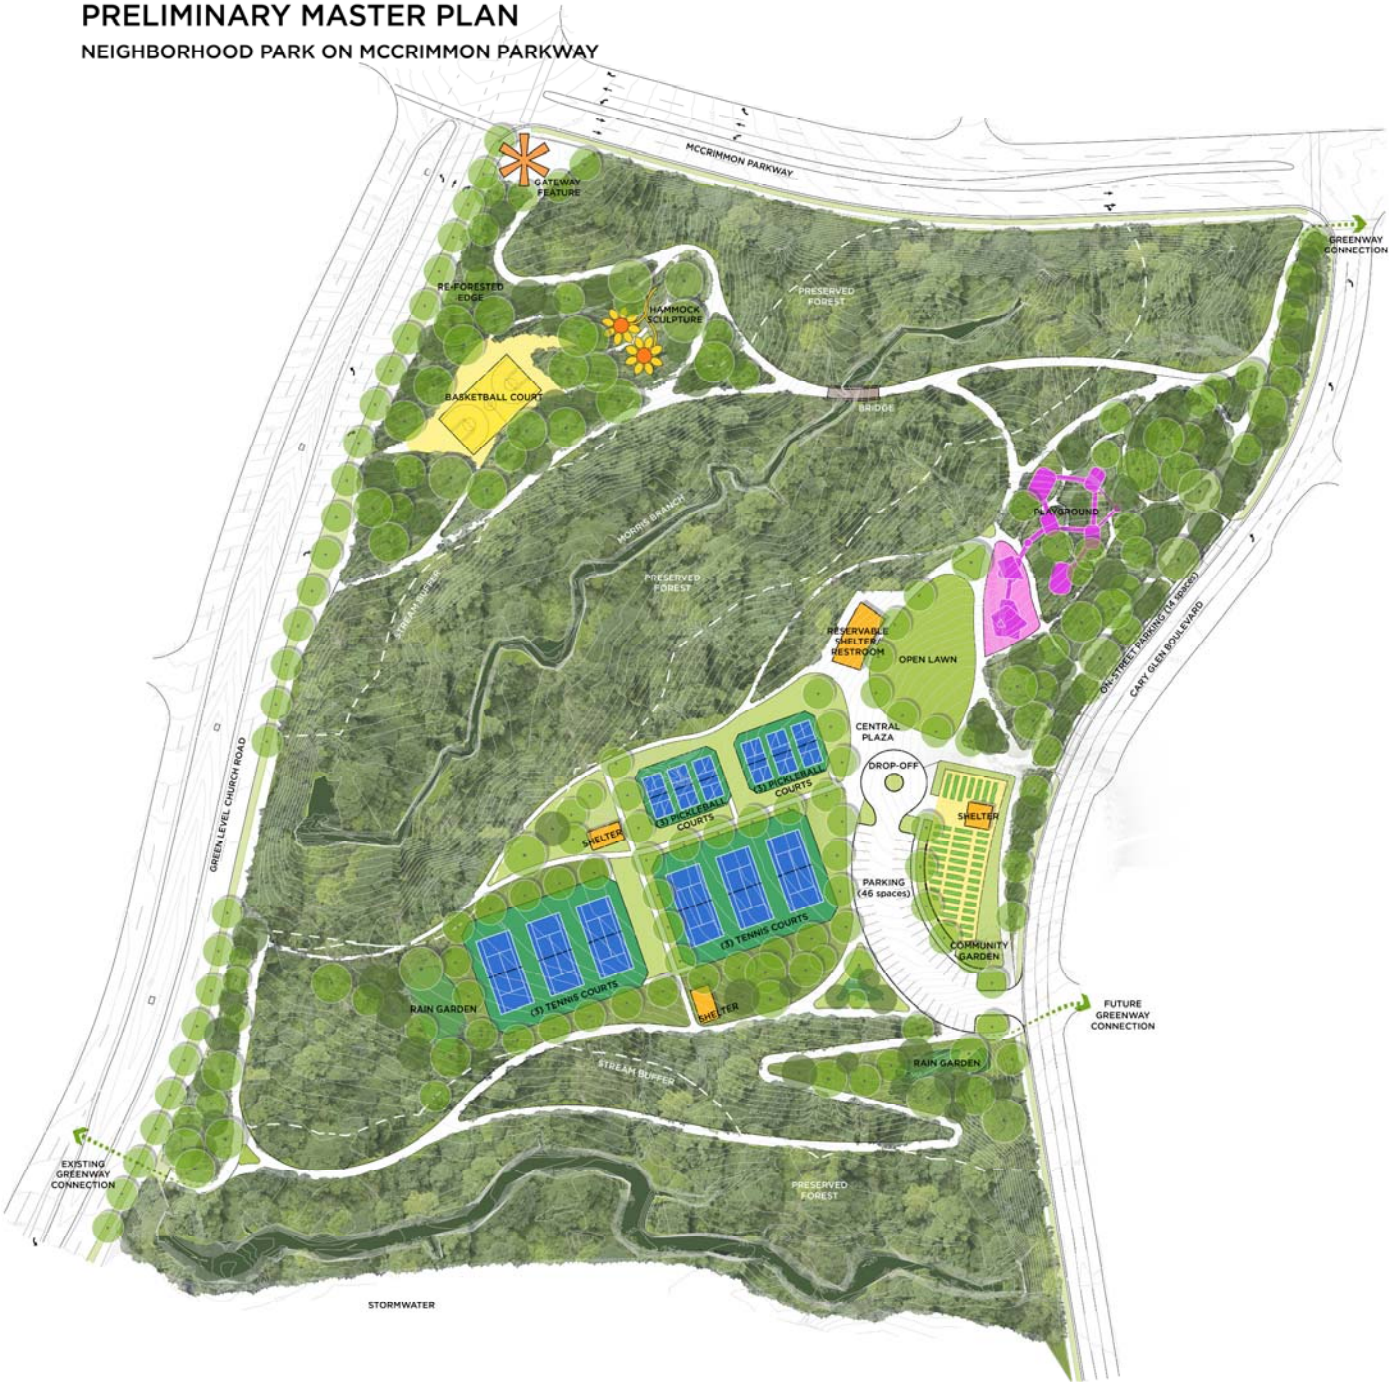 PRELIMINARY MASTER PLAN
NEIGHBORHOOD PARK ON MCCRIMMON PARKWAY
MCCRIMMON PARKWAY
GATEWAY
FEATURE
GREENWAY
CONNECTION
RE-FORESTED
EDGE
PRESERVED
FOREST
HAMMOCK
SCULPTURE
BASKETBALL COURT
BRIDGE
PLAYGROUND
MORRIS BRANCH
PRESERVED
FOREST
STREAM BUFFER
ON-STREET PARKING (14 spaces)
CARY GLEN BOULEVARD
RESERVABLE
SHELTER/
RESTROOM
OPEN LAWN
CENTRAL
PLAZA
DROP-OFF
GREEN LEVEL CHURCH ROAD
(3) PICKLEBALL
COURTS
(3) PICKLEBALL
COURTS
SHELTER
SHELTER
PARKING
(46 spaces)
(3) TENNIS COURTS
COMMUNITY
GARDEN
(3) TENNIS COURTS
RAIN GARDEN
SHELTER
FUTURE
GREENWAY
CONNECTION
STREAM BUFFER
RAIN GARDEN
EXISTING
GREENWAY
CONNECTION
PRESERVED
FOREST
STORMWATER